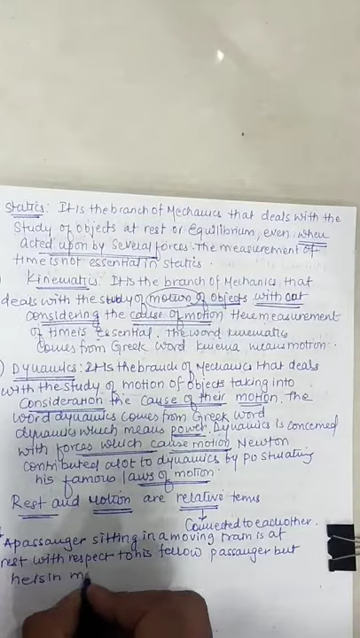 Statics: It is the branch of Mechanics that deals with the
study of objects at rest or equilibrium, even when
acted upon by several forces. The measurement of
time is not essential in statics.
Kinematics: It is the branch of Mechanics that
deals with the study of motion of objects with out
considering the cause of motion. Here measurement
of time is essential. The word kinematics
comes from Greek word kinema means motion.
) Dynamics: It is the branch of Mechanics that deals
with the study of motion of objects taking into
consideration the cause of their motion. The
word dynamics comes from Greek word
dynamics which means power. Dynamics is concerned
with forces which cause motion Newton
contributed a lot to dynamics by postulating
his famous laws of motion.
Rest and Motion are relative terms
Connected to each other.
A passauger sitting in a moving train is at
rest with respect to his fellow passauger but
he is in m